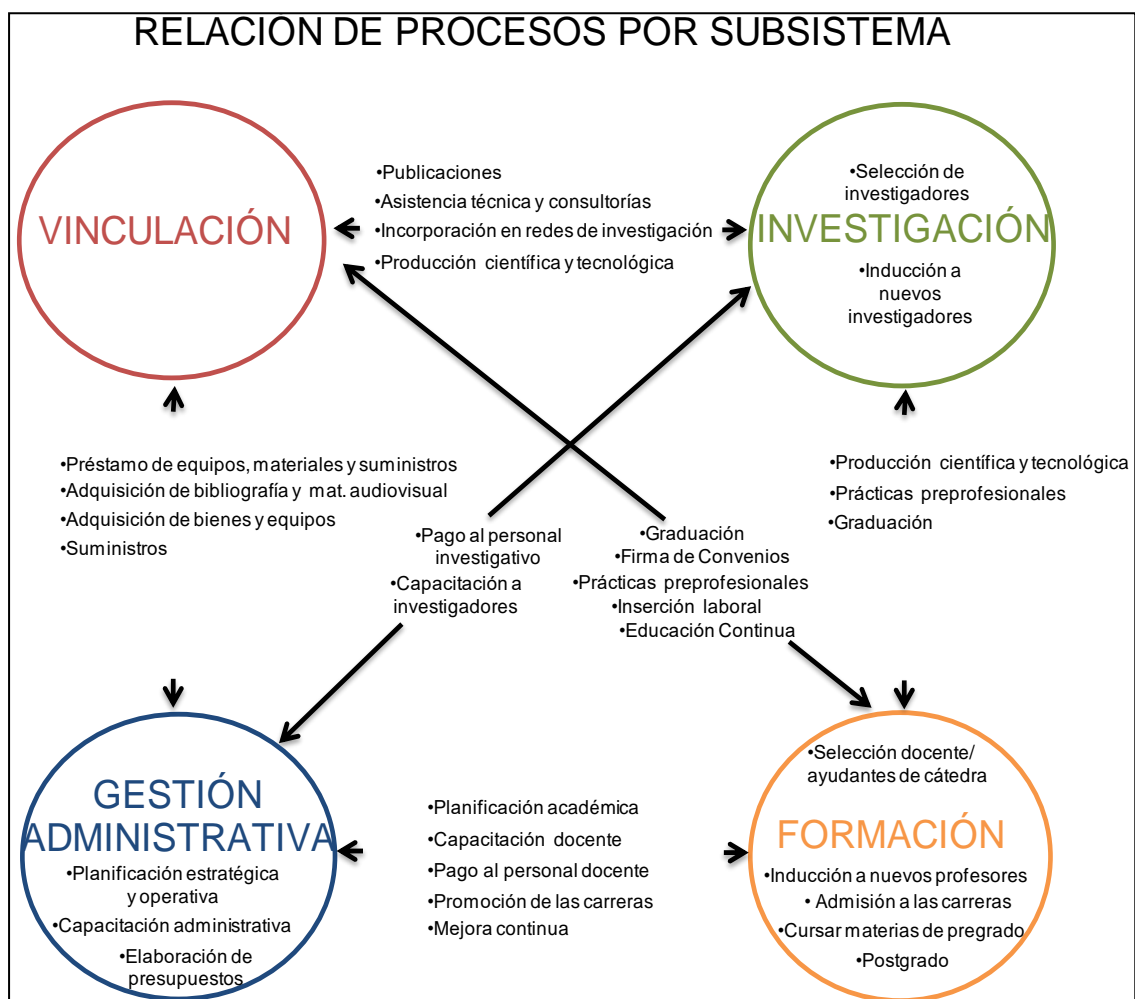 RELACIÓN DE PROCESOS POR SUBSISTEMA
VINCULACIÓN
•Publicaciones
•Asistencia técnica y consultorías
•Incorporación en redes de investigación
•Producción científica y tecnológica
•Selección de
investigadores
INVESTIGACIÓN
•Inducción a
nuevos
investigadores
•Préstamo de equipos, materiales y suministros
•Adquisición de bibliografía y mat. audiovisual
•Adquisición de bienes y equipos
•Suministros
•Pago al personal
investigativo
•Capacitación a
investigadores
•Graduación
•Firma de Convenios
•Prácticas preprofesionales
•Inserción laboral
•Educación Continua
•Producción científica y tecnológica
•Prácticas preprofesionales
•Graduación
GESTIÓN
ADMINISTRATIVA
•Planificación estratégica
y operativa
•Capacitación administrativa
•Elaboración de
presupuestos
•Planificación académica
•Capacitación docente
•Pago al personal docente
•Promoción de las carreras
•Mejora continua
•Selección docente/
ayudantes de cátedra
FORMACIÓN
•Inducción a nuevos profesores
• Admisión a las carreras
•Cursar materias de pregrado
•Postgrado